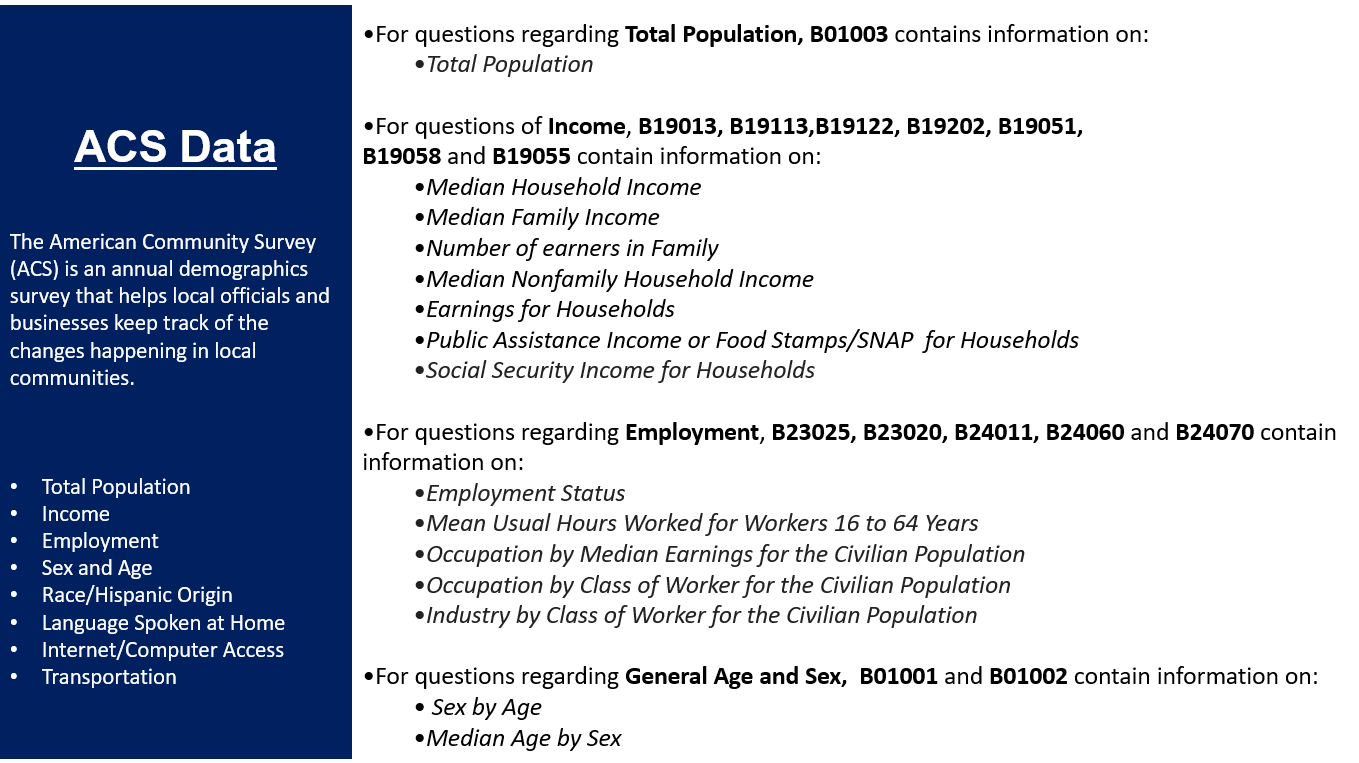 ACS Data
The American Community Survey
(ACS) is an annual demographics
survey that helps local officials and
businesses keep track of the
changes happening in local
communities.
• Total Population
• Income
• Employment
• Sex and Age
• Race/Hispanic Origin
• Language Spoken at Home
• Internet/Computer Access
• Transportation
•For questions regarding Total Population, B01003 contains information on:
•Total Population
•For questions of Income, B19013, B19113,B19122, B19202, B19051,
B19058 and B19055 contain information on:
•Median Household Income
•Median Family Income
•Number of earners in Family
•Median Nonfamily Household Income
•Earnings for Households
•Public Assistance Income or Food Stamps/SNAP  for Households
•Social Security Income for Households
•For questions regarding Employment, B23025, B23020, B24011, B24060 and B24070 contain
information on:
•Employment Status
•Mean Usual Hours Worked for Workers 16 to 64 Years
•Occupation by Median Earnings for the Civilian Population
•Occupation by Class of Worker for the Civilian Population
•Industry by Class of Worker for the Civilian Population
•For questions regarding General Age and Sex,  B01001 and B01002 contain information on:
• Sex by Age
•Median Age by Sex